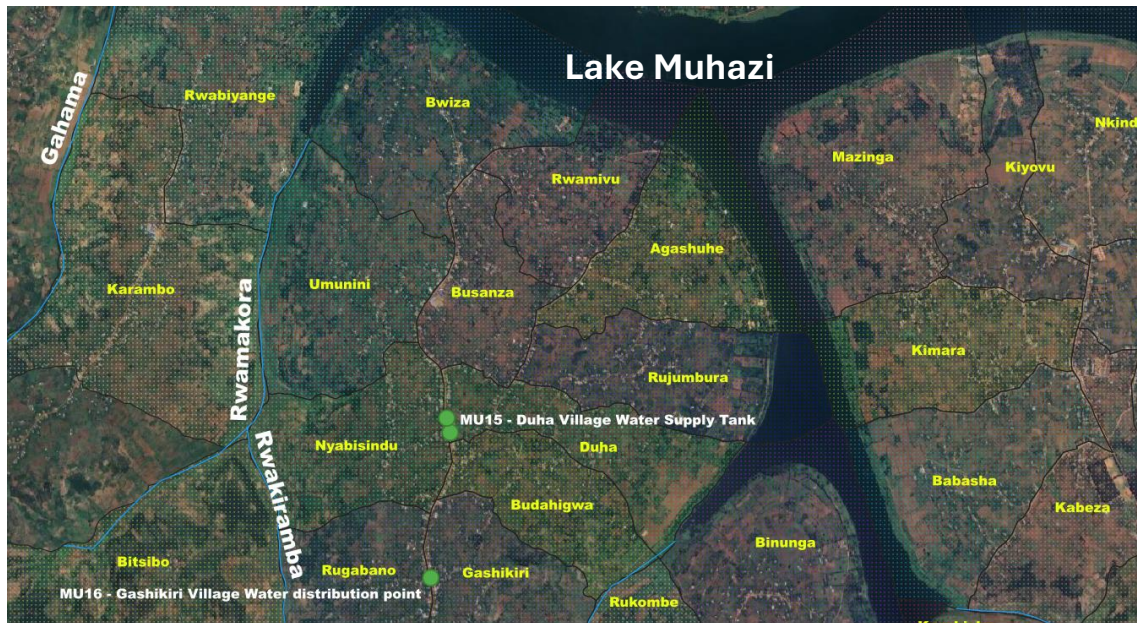 Lake Muhazi
Gahama
Rwabiyange
Bwiza
Nkind
Mazinga
Kiyovu
Rwamivu
Agashuhe
Karambo
Umunini
Busanza
Rwamakora
Kimara
Rujumbura
MU15 - Duha Village Water Supply Tank
Nyabisindu
Duha
Rwakiramba
Babasha
Budahigwa
Kabeza
Binunga
Bitsibo
Rugabano
Gashikiri
MU16 - Gashikiri Village Water distribution point
Rukombe